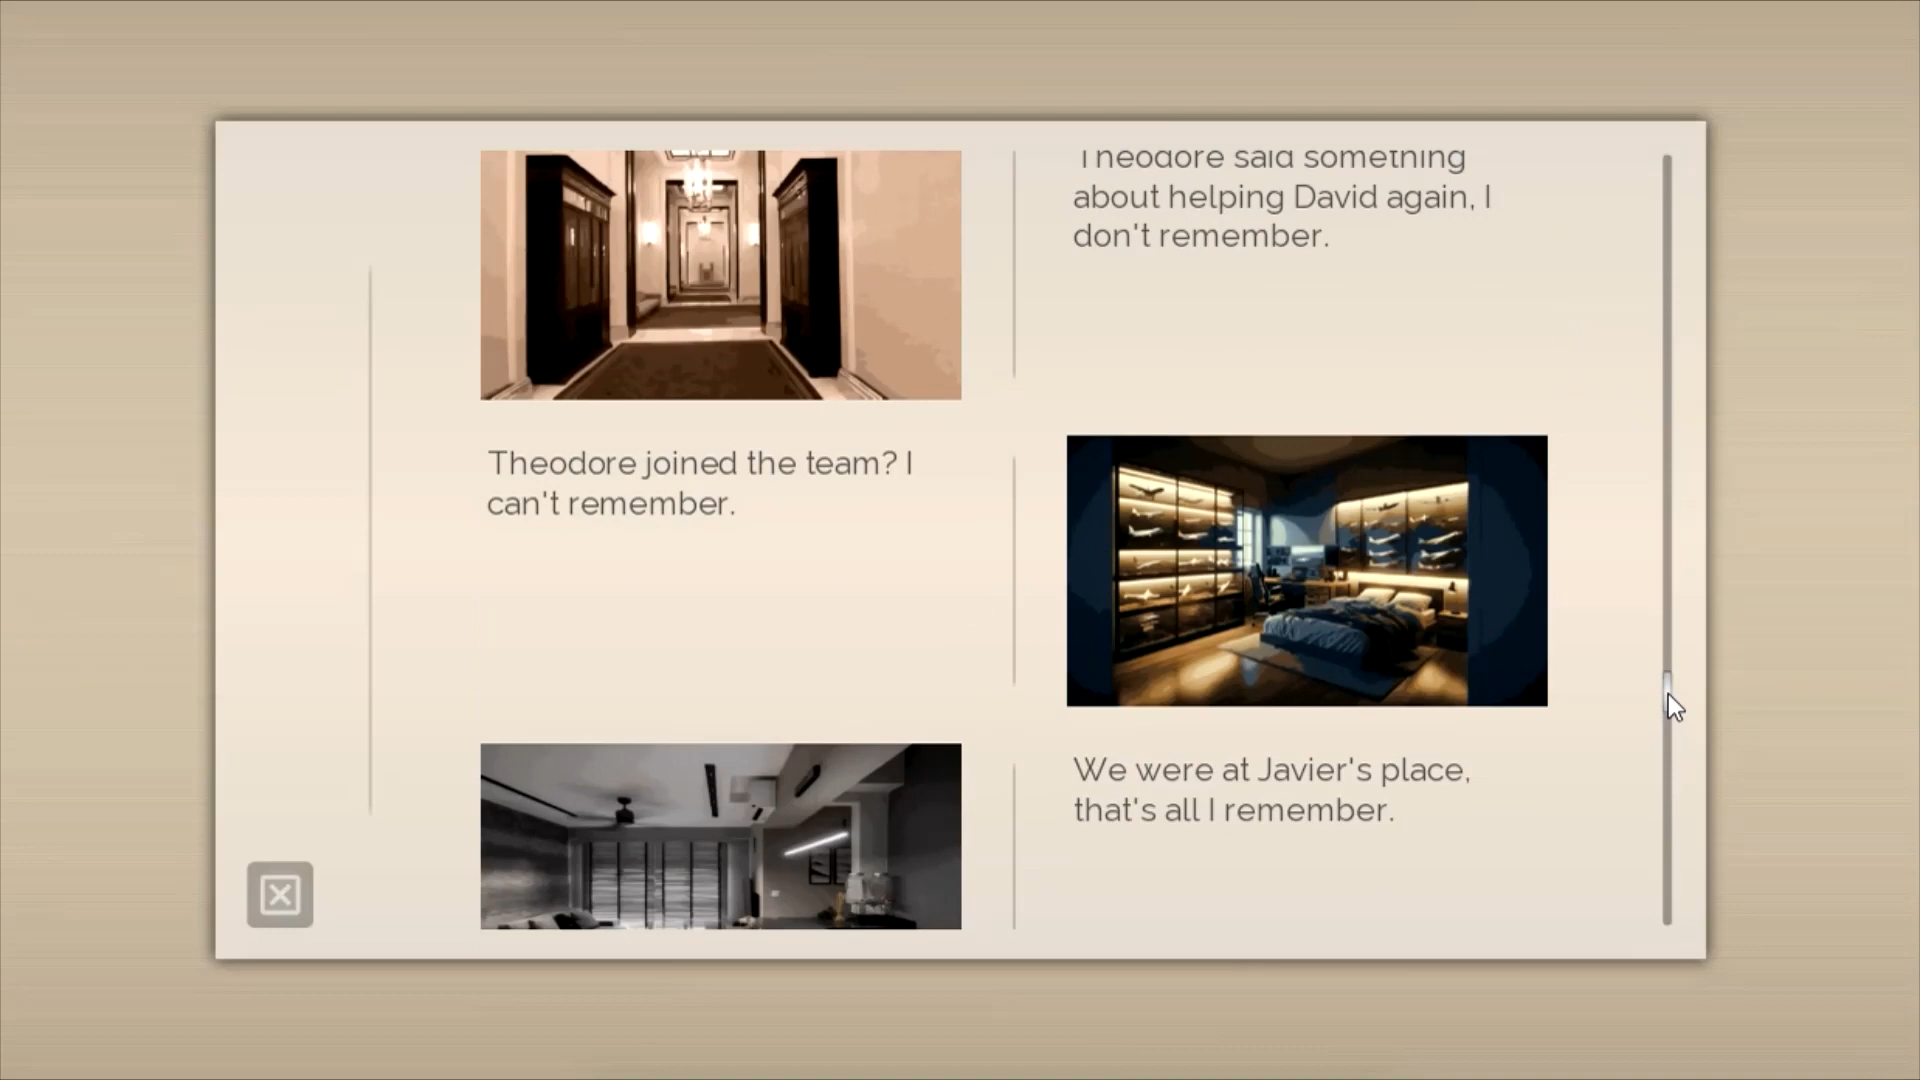 Theodore said something
about helping David again, I
don't remember.
Theodore joined the team? I
can't remember.
We were at Javier's place,
that's all I remember.